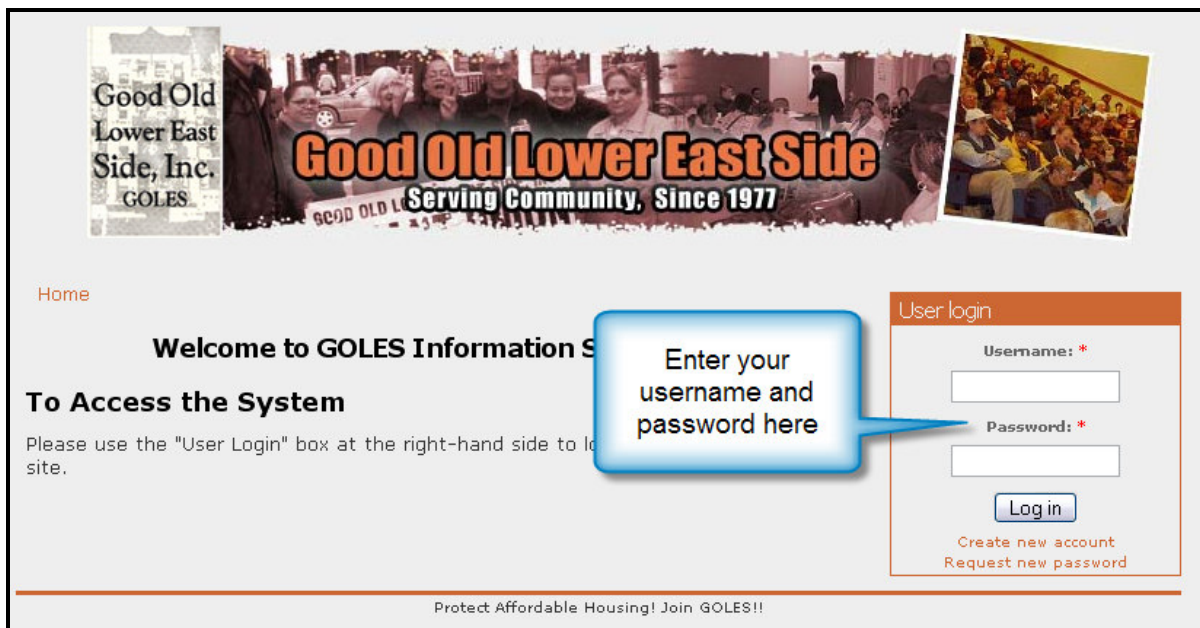 Good Old
Lower East
Side, Inc.
GOLES
Good Old Lower East Side
Serving Community, Since 1977
GOOD OLD
Home
Welcome to GOLES Information S
To Access the System
Please use the "User Login" box at the right-hand side to lo
site.
Enter your
username and
password here
User login
Username: *
Password: *
Log in
Create new account
Request new password
Protect Affordable Housing! Join GOLES!!